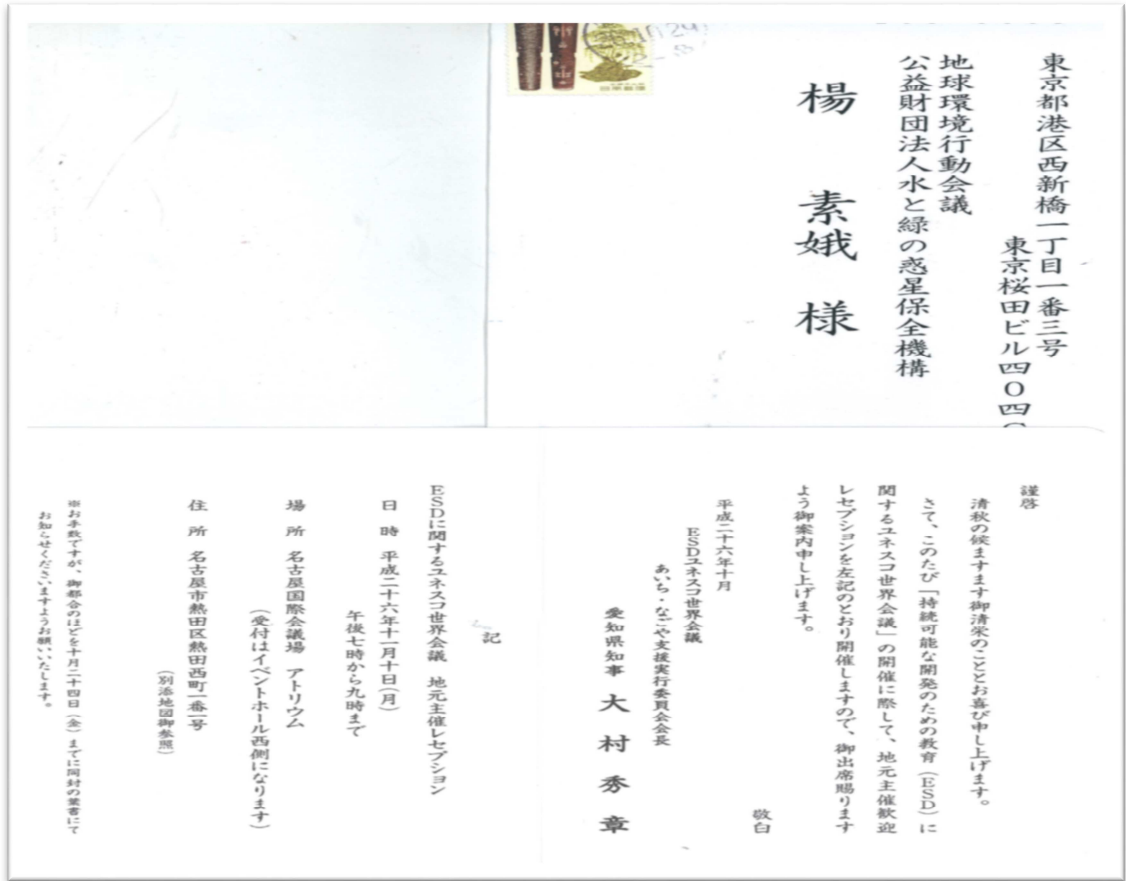 東京都港区西新橋一丁目一番三号
東京桜田ビル四〇四
地球環境行動会議
公益財団法人水と緑の惑星保全機構
楊 素娥 様
日本郵便
謹啓
清秋の候ますます御清栄のこととお喜び申し上げます。
さて、このたび「持続可能な開発のための教育(ESD)に
関するユネスコ世界会議」の開催に際して、地元主催歓迎
レセプションを左記のとおり開催しますので、御出席賜ります
よう御案内申し上げます。
敬白
平成二十六年十月
ESDユネスコ世界会議
あいち・なごや支援実行委員会会長
愛知県知事 大村秀章
記
ESDに関するユネスコ世界会議 地元主催レセプション
日 時 平成二十六年十一月十日(月)
午後七時から九時まで
場 所 名古屋国際会議場 アトリウム
(受付はイベントホール西側になります)
住 所 名古屋市熱田区熱田西町一番一号
(別添地図御参照)
※お手数ですが、御都合のほどを十月二十四日(金)までに同封の葉書にて
お知らせくださいますようお願いいたします。